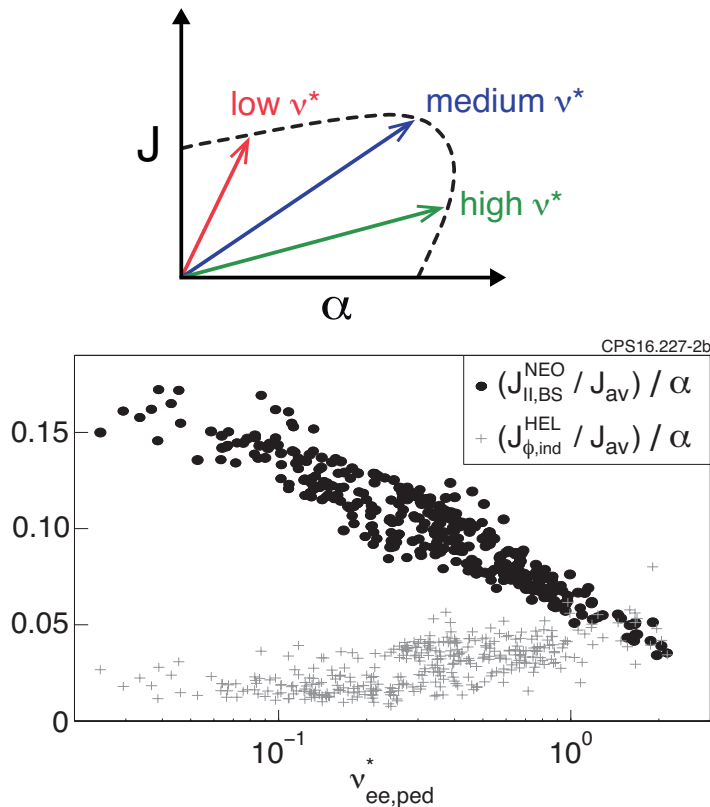 low ν*
medium ν*
J
high ν*
α
CPS16.227-2b
(J^NEO_II,BS / J_av) / α
(J^HEL_ϕ,ind / J_av) / α
0.15
0.10
0.05
0
10^-1
10^0
ν*_ee,ped